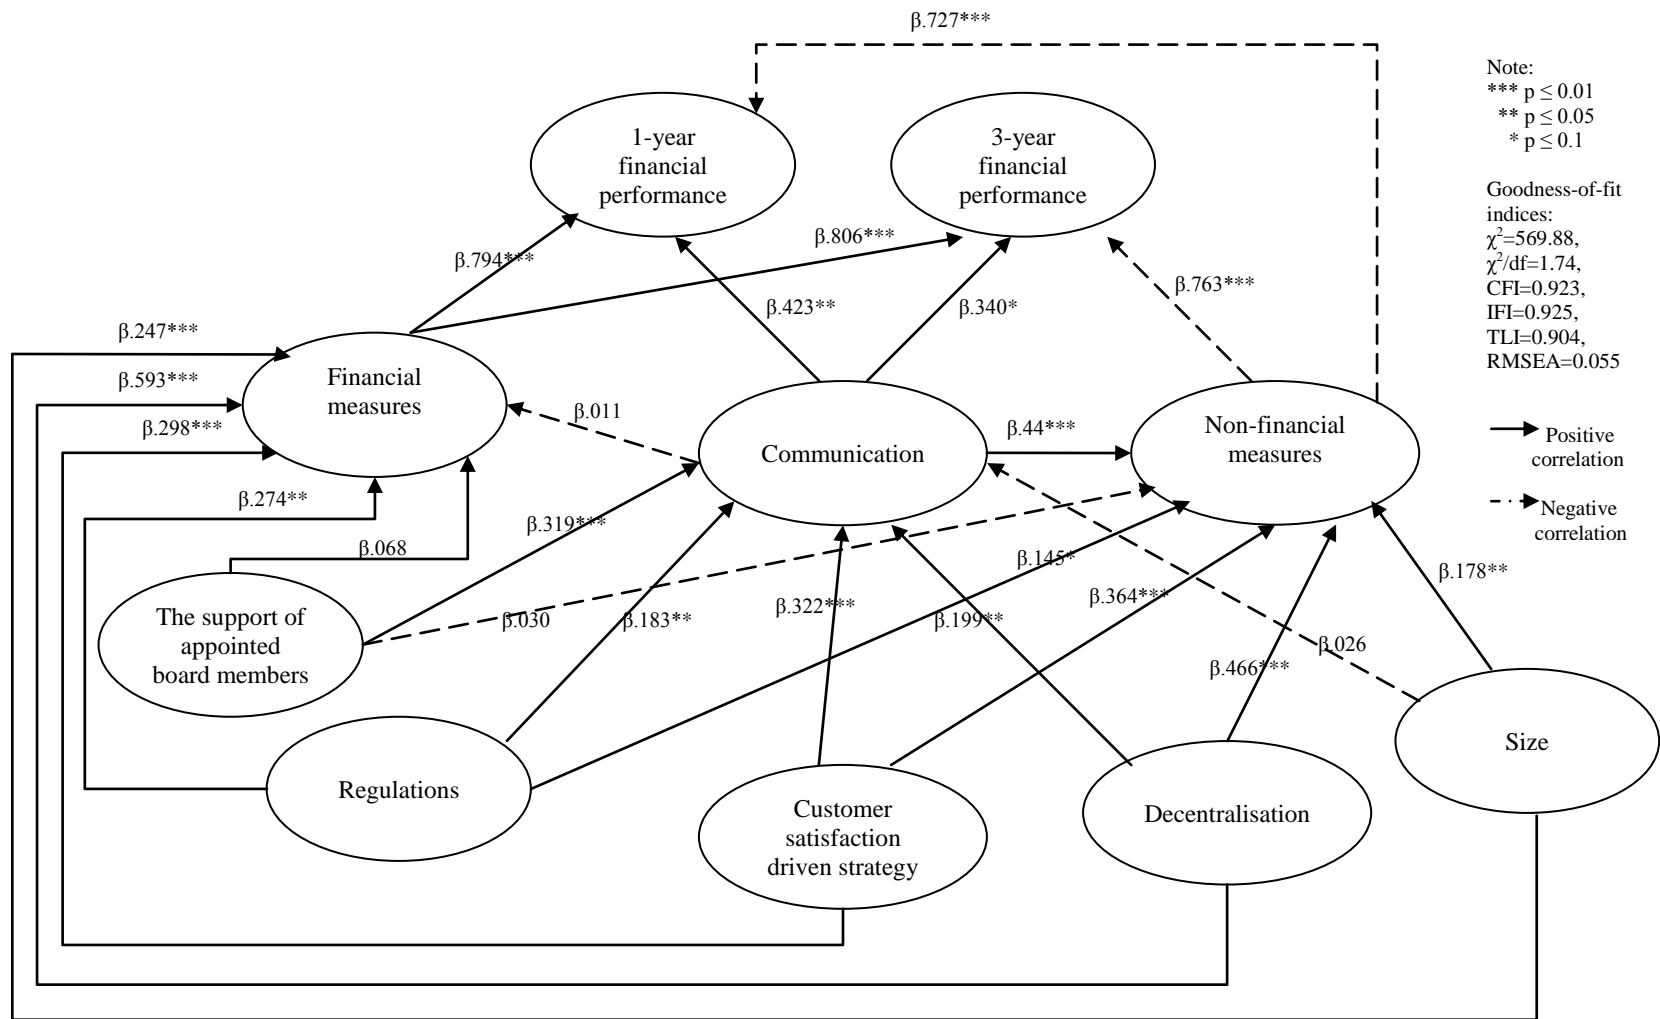 β.727***
Note:
*** p ≤ 0.01
** p ≤ 0.05
* p ≤ 0.1
1-year
financial
performance
3-year
financial
performance
Goodness-of-fit
indices:
χ²=569.88,
χ²/df=1.74,
CFI=0.923,
IFI=0.925,
TLI=0.904,
RMSEA=0.055
β.794***
β.806***
β.423**
β.340*
β.763***
β.247***
β.593***
β.298***
Financial
measures
β.011
Communication
β.44***
Non-financial
measures
Positive
correlation
Negative
correlation
β.274**
β.068
β.319***
β.145*
β.178**
The support of
appointed
board members
β.030
β.183**
β.322***
β.199**
β.364***
β.466***
β.026
Regulations
Customer
satisfaction
driven strategy
Decentralisation
Size